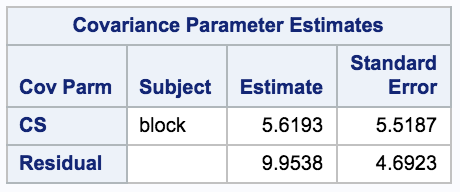 Covariance Parameter Estimates
Cov Parm Subject Estimate Standard Error
CS block 5.6193 5.5187
Residual 9.9538 4.6923